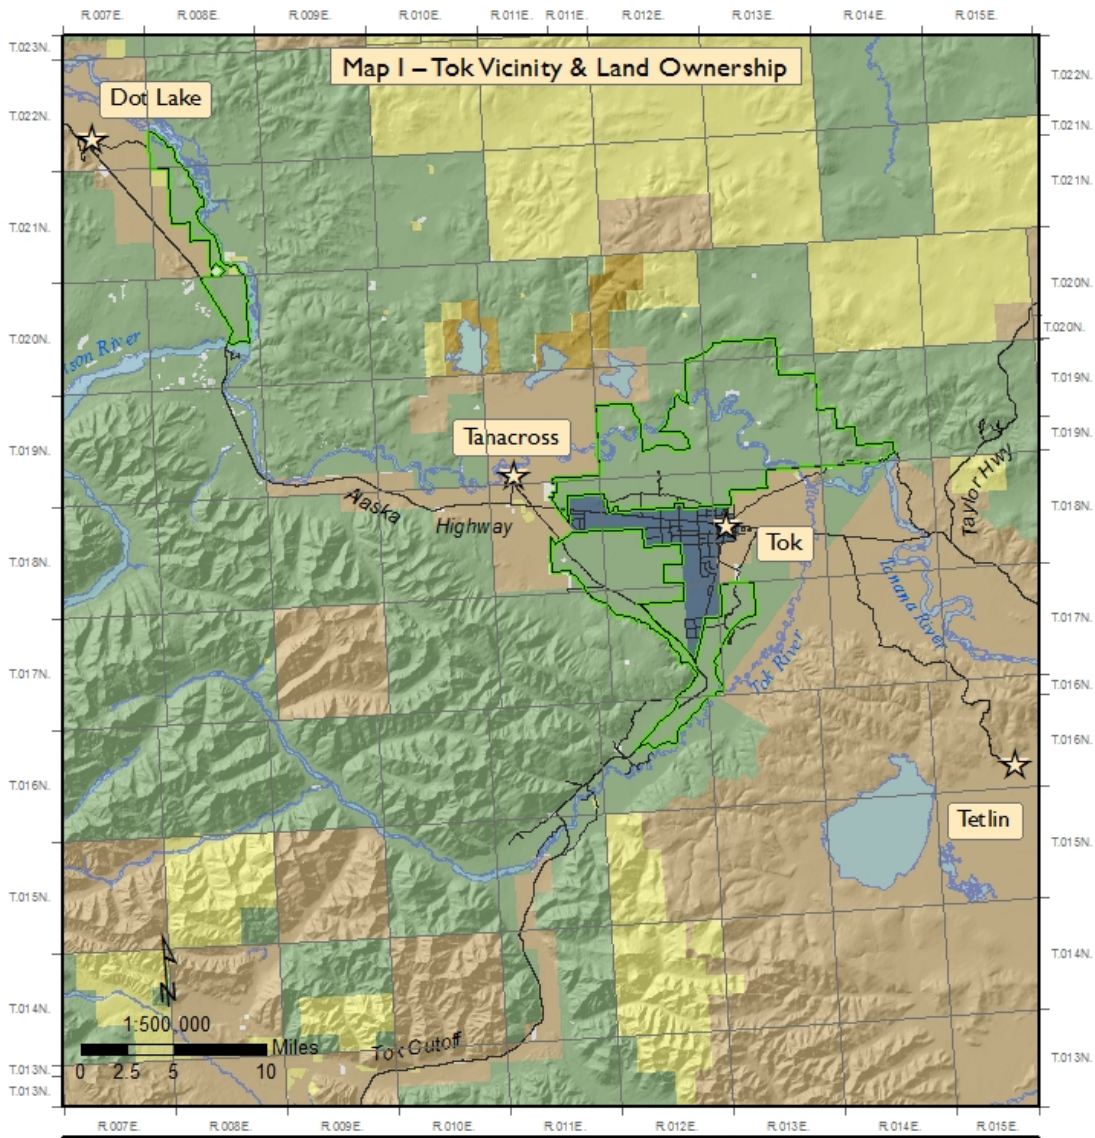 R.007E. R.008E. R.009E. R.010E. R.011E. R.011E. R.012E. R.013E. R.014E. R.015E.
T.023N.
Map 1 – Tok Vicinity & Land Ownership
T.022N.
Dot Lake
T.022N.
T.021N.
T.021N.
T.021N.
T.020N.
T.020N.
T.020N.
son River
T.019N.
Tanacross
T.019N.
T.019N.
Taylor Hwy
Alaska
Highway
T.018N.
T.018N.
Tok
T.018N.
Tanana River
T.017N.
Tok River
T.017N.
T.016N.
T.016N.
T.016N.
Tetlin
T.015N.
T.015N.
T.014N.
N
T.014N.
1:500,000
Miles
0 2.5 5 10
Tok Cutoff
T.013N.
T.013N.
T.013N.
R.007E. R.008E. R.009E. R.010E. R.011E. R.012E. R.013E. R.014E. R.015E.